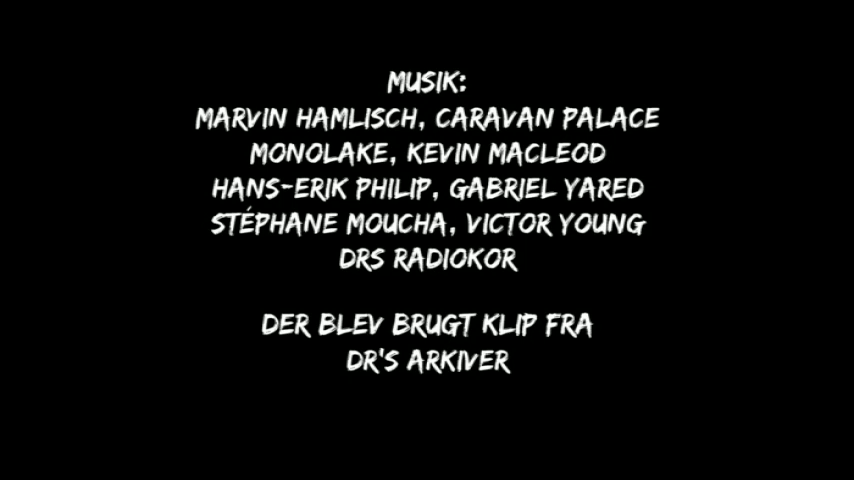 MUSIK:
MARVIN HAMLISCH, CARAVAN PALACE
MONOLAKE, KEVIN MACLEOD
HANS-ERIK PHILIP, GABRIEL YARED
STÉPHANE MOUCHA, VICTOR YOUNG
DRS RADIOKOR
DER BLEV BRUGT KLIP FRA
DR'S ARKIVER